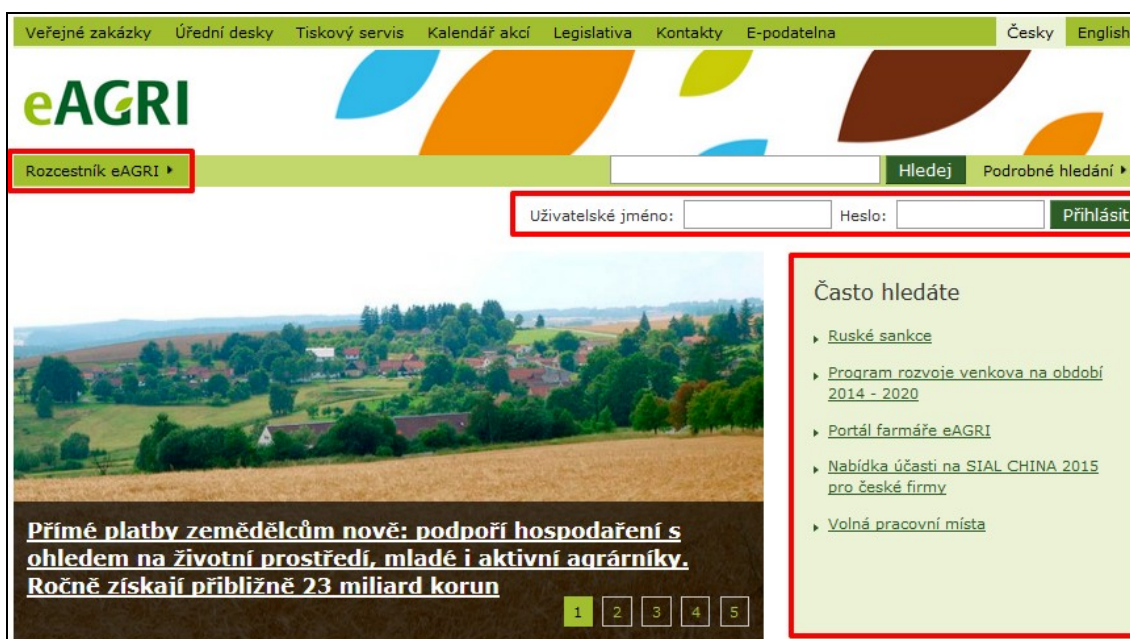 Veřejné zakázky Úřední desky Tiskový servis Kalendář akcí Legislativa Kontakty E-podatelna Česky English
eAGRI
Rozcestník eAGRI Hledej Podrobné hledání
Uživatelské jméno: Heslo: Přihlásit
Často hledáte
Ruské sankce
Program rozvoje venkova na období
2014 - 2020
Portál farmáře eAGRI
Nabídka účasti na SIAL CHINA 2015
pro české firmy
Volná pracovní místa
Přímé platby zemědělcům nově: podpoří hospodaření s
ohledem na životní prostředí, mladé i aktivní agrárníky.
Ročně získají přibližně 23 miliard korun
1 2 3 4 5